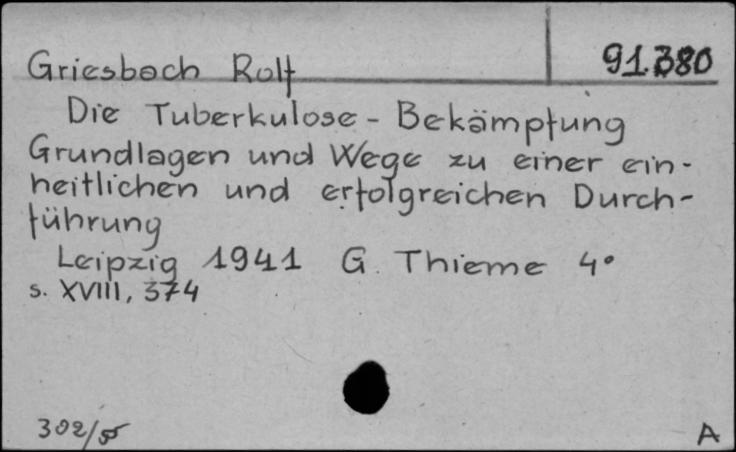 Griesbach Rolf 91.380
Die Tuberkulose - Bekämpfung
Grundlagen und Wege zu einer ein-
heitlichen und erfolgreichen Durch-
führung
Leipzig 1941 G. Thieme 4°
s. XVIII, 374
302/55 A